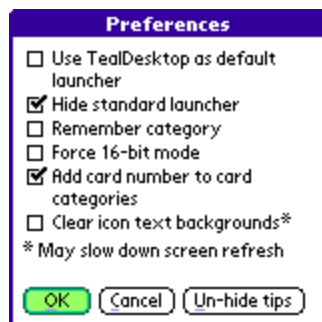 Preferences
Use TealDesktop as default
launcher
Hide standard launcher
Remember category
Force 16-bit mode
Add card number to card
categories
Clear icon text backgrounds*
* May slow down screen refresh
OK Cancel Un-hide tips